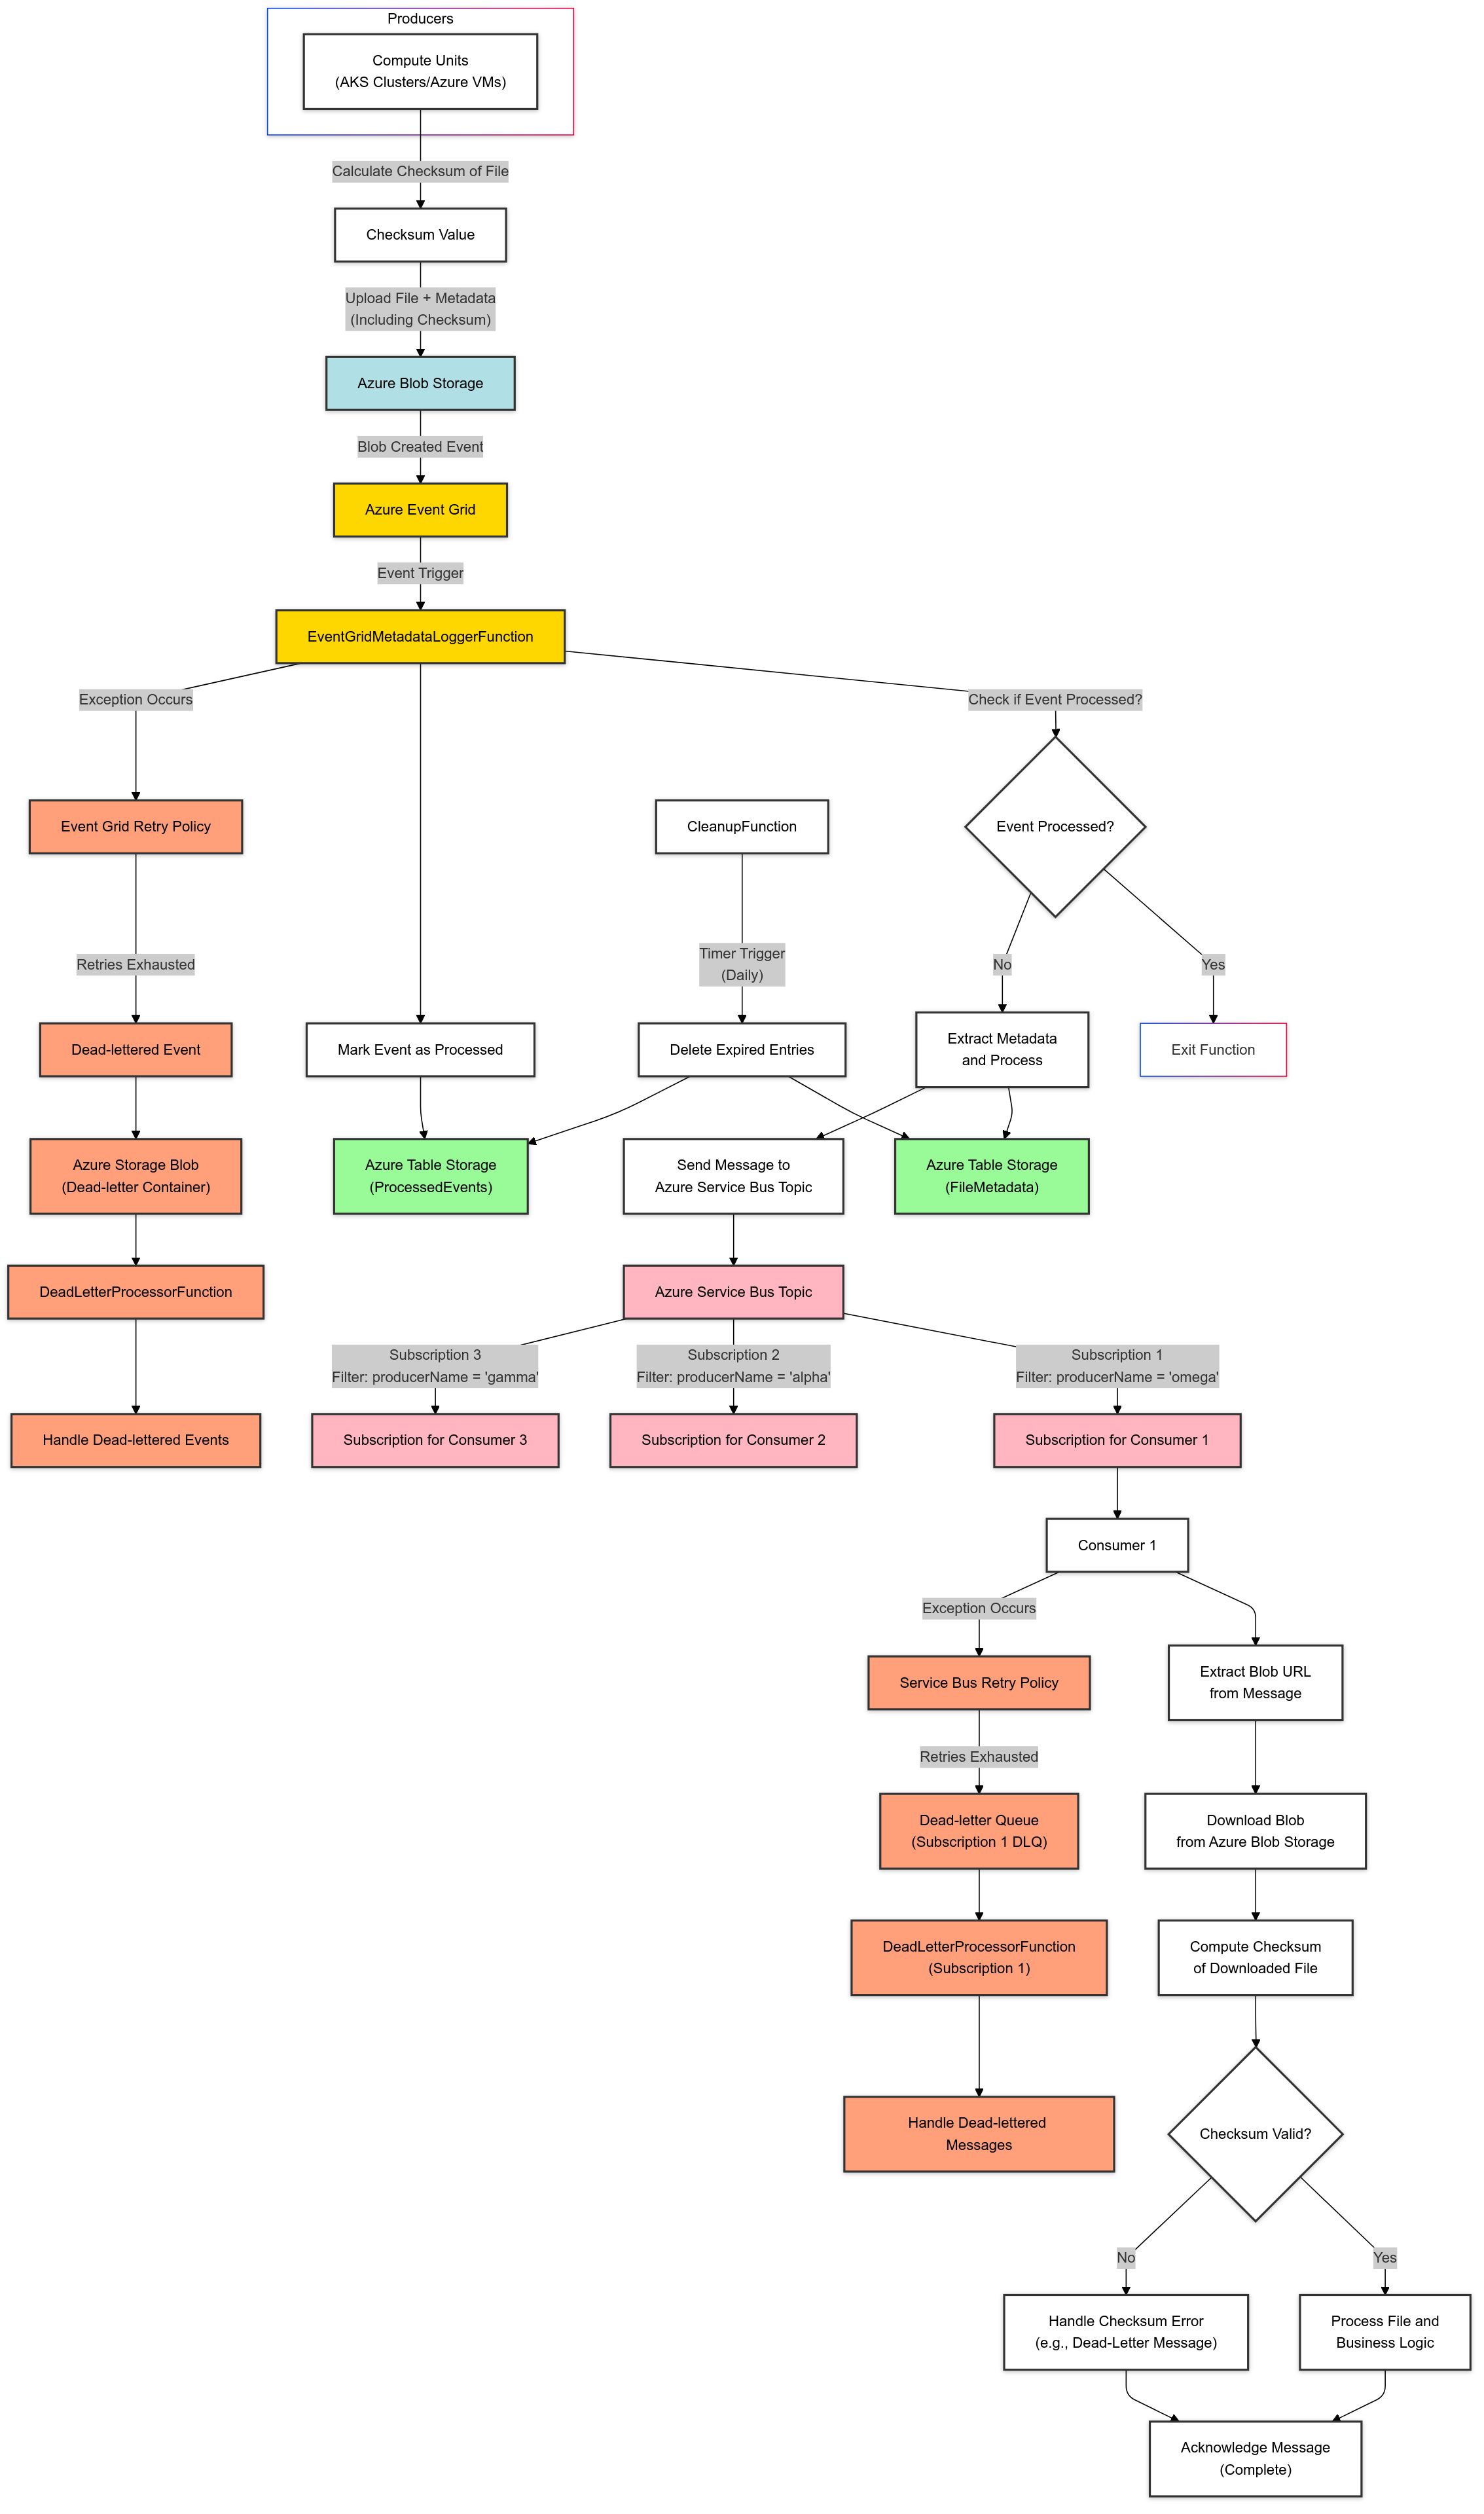 Producers
Compute Units
(AKS Clusters/Azure VMs)
Calculate Checksum of File
Checksum Value
Upload File + Metadata
(Including Checksum)
Azure Blob Storage
Blob Created Event
Azure Event Grid
Event Trigger
EventGridMetadataLoggerFunction
Exception Occurs
Check if Event Processed?
Event Grid Retry Policy
CleanupFunction
Event Processed?
Retries Exhausted
Timer Trigger
(Daily)
No
Yes
Dead-lettered Event
Mark Event as Processed
Delete Expired Entries
Extract Metadata
and Process
Exit Function
Azure Storage Blob
(Dead-letter Container)
Azure Table Storage
(ProcessedEvents)
Send Message to
Azure Service Bus Topic
Azure Table Storage
(FileMetadata)
DeadLetterProcessorFunction
Azure Service Bus Topic
Subscription 3
Filter: producerName = 'gamma'
Subscription 2
Filter: producerName = 'alpha'
Subscription 1
Filter: producerName = 'omega'
Handle Dead-lettered Events
Subscription for Consumer 3
Subscription for Consumer 2
Subscription for Consumer 1
Consumer 1
Exception Occurs
Service Bus Retry Policy
Extract Blob URL
from Message
Retries Exhausted
Dead-letter Queue
(Subscription 1 DLQ)
Download Blob
from Azure Blob Storage
DeadLetterProcessorFunction
(Subscription 1)
Compute Checksum
of Downloaded File
Handle Dead-lettered
Messages
Checksum Valid?
No
Yes
Handle Checksum Error
(e.g., Dead-Letter Message)
Process File and
Business Logic
Acknowledge Message
(Complete)